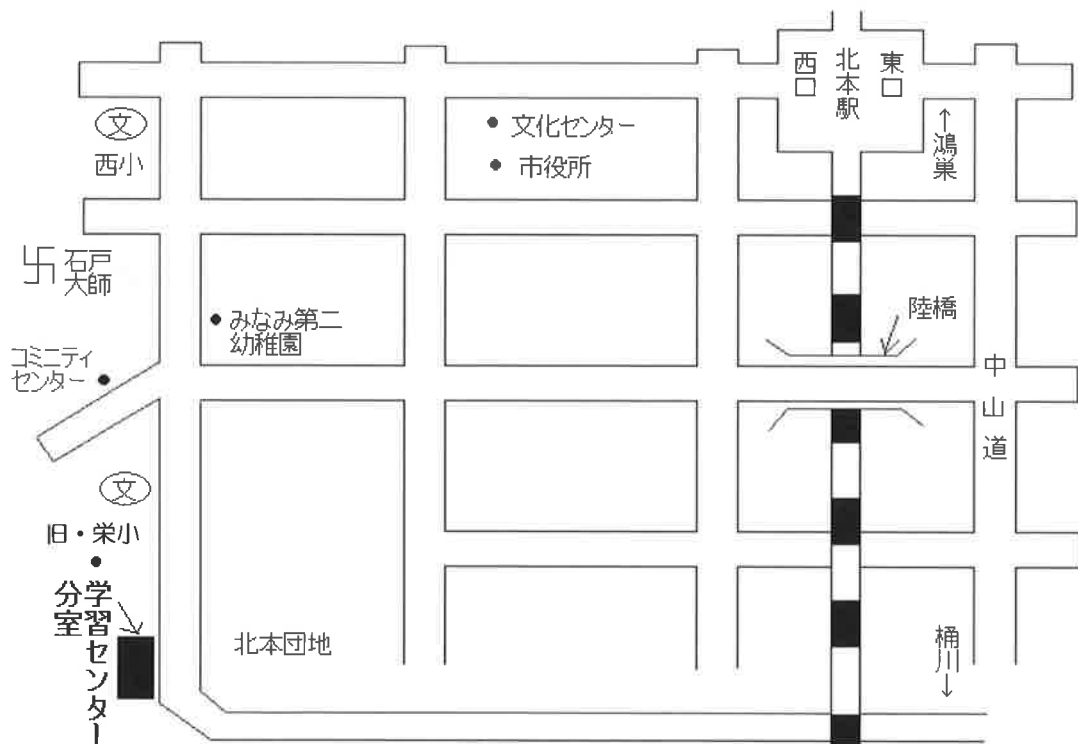 西口
北本駅
東口
文
西小
文化センター
市役所
↑鴻巣
卍 石戸
大師
みなみ第二
幼稚園
陸橋
コミニティ
センター
中山道
文
旧・栄小
学習センター
分室
北本団地
桶川↓